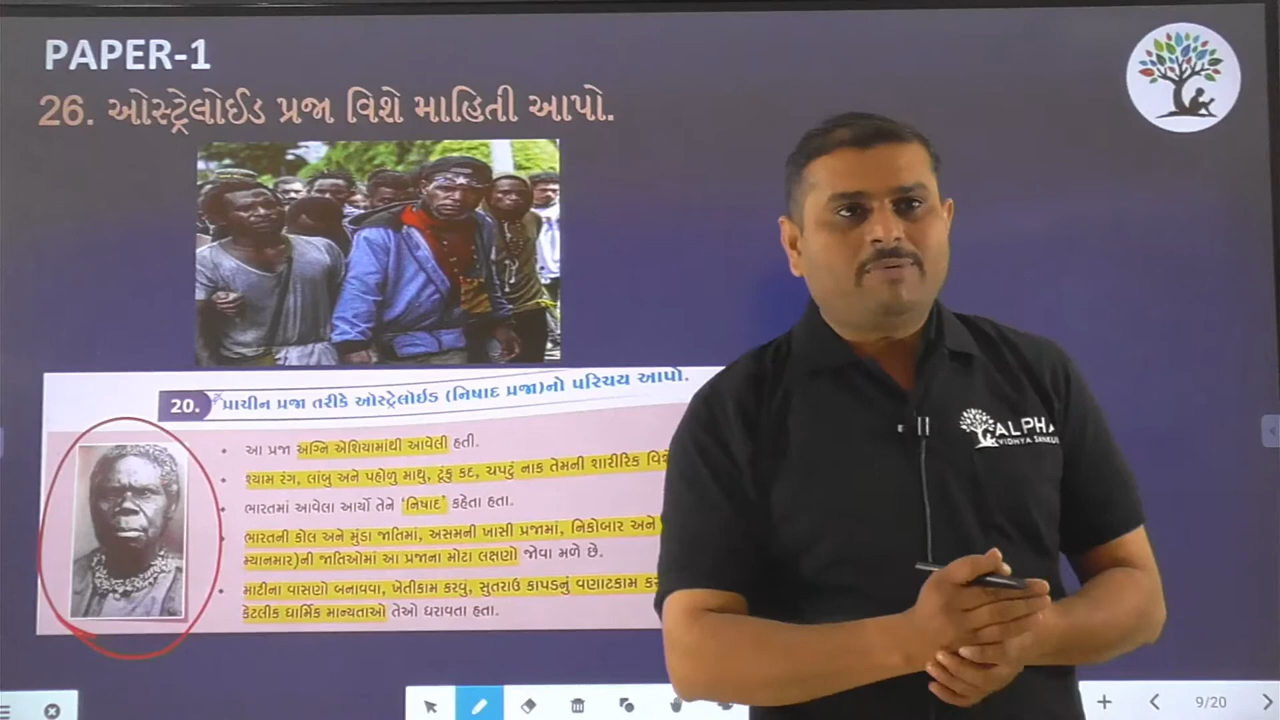 PAPER-1
26. ઓસ્ટ્રેલોઈડ પ્રજા વિશે માહિતી આપો.
20. પ્રાચીન પ્રજા તરીકે ઓસ્ટ્રેલોઇડ (નિષાદ પ્રજા)નો પરિચય આપો.
• આ પ્રજા અગ્નિ એશિયામાંથી આવેલી હતી.
• શ્યામ રંગ, લાંબુ અને પહોળુ માથુ, ટૂંકુ કદ, ચપટું નાક તેમની શારીરિક
• ભારતમાં આવેલા આર્યો તેને ‘નિષાદ’ કહેતા હતા.
• ભારતની કોલ અને મુંડા જાતિમાં, અસમની ખાસી પ્રજામાં, નિકોબાર અને
મ્યાનમાર)ની જાતિઓમાં આ પ્રજાના મોટા લક્ષણો જોવા મળે છે.
• માટીના વાસણો બનાવવા, ખેતીકામ કરવું, સુતરાઉ કાપડનું વણાટકામ
કેટલીક ધાર્મિક માન્યતાઓ તેઓ ધરાવતા હતા.
ALPHA
VIDHYA SANKUL
9/20